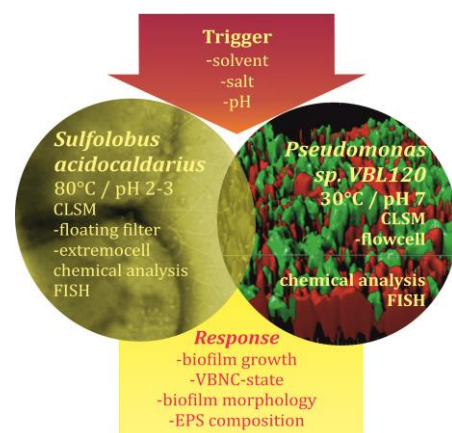 Trigger
-solvent
-salt
-pH
Sulfolobus
acidocaldarius
80°C / pH 2-3
CLSM
-floating filter
-extremocell
chemical analysis
FISH
Pseudomonas
sp. VBL120
30°C / pH 7
CLSM
-flowcell
chemical analysis
FISH
Response
-biofilm growth
-VBNC-state
-biofilm morphology
-EPS composition